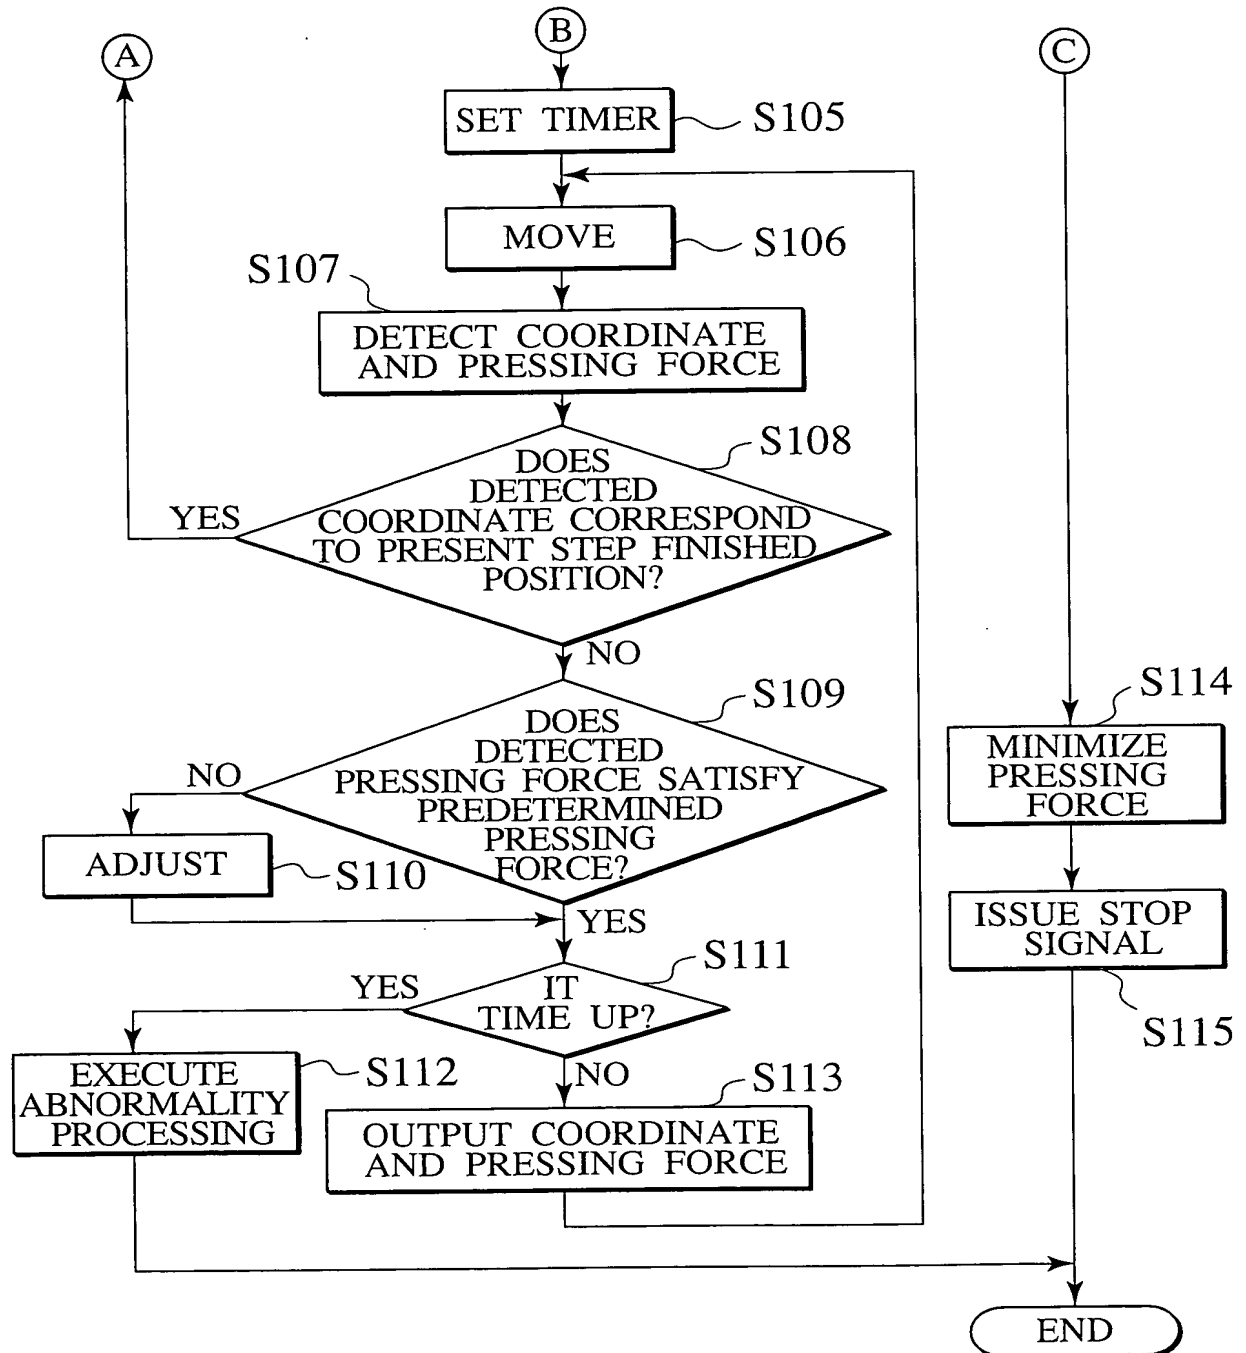 A
B
C
SET TIMER
S105
MOVE
S106
S107
DETECT COORDINATE
AND PRESSING FORCE
S108
DOES
DETECTED
COORDINATE CORRESPOND
TO PRESENT STEP FINISHED
POSITION?
YES
NO
S109
DOES
DETECTED
PRESSING FORCE SATISFY
PREDETERMINED
PRESSING
FORCE?
NO
ADJUST
S110
YES
S111
IT
TIME UP?
YES
EXECUTE
ABNORMALITY
PROCESSING
S112
NO
S113
OUTPUT COORDINATE
AND PRESSING FORCE
S114
MINIMIZE
PRESSING
FORCE
ISSUE STOP
SIGNAL
S115
END